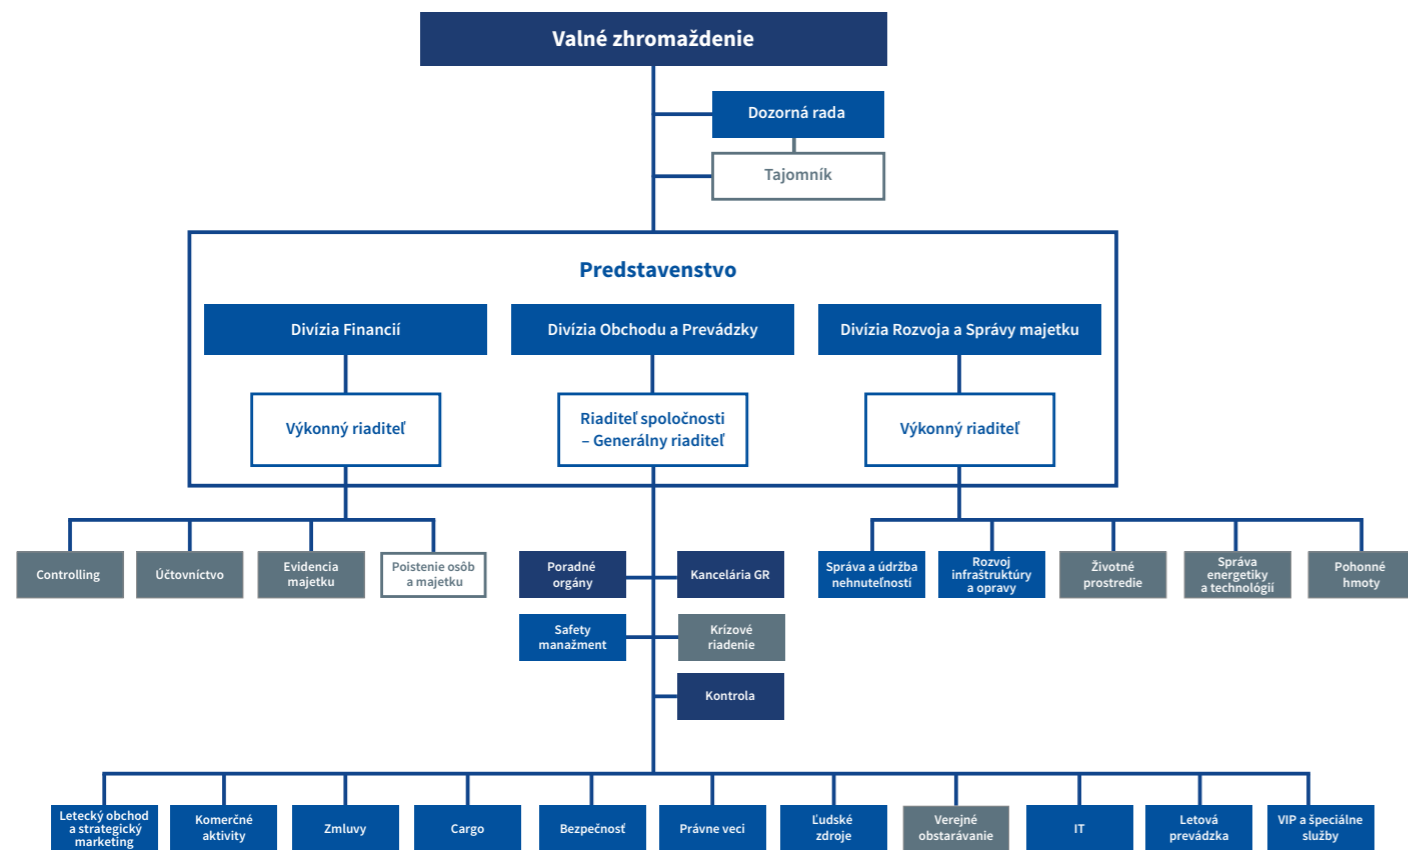 Valné zhromaždenie
Dozorná rada
Tajomník
Predstavenstvo
Divízia Financií
Divízia Obchodu a Prevádzky
Divízia Rozvoja a Správy majetku
Výkonný riaditeľ
Riaditeľ spoločnosti
– Generálny riaditeľ
Výkonný riaditeľ
Controlling
Účtovníctvo
Evidencia
majetku
Poistenie osôb
a majetku
Poradné
orgány
Kancelária GR
Správa a údržba
nehnuteľností
Rozvoj
infraštruktúry
a opravy
Životné
prostredie
Správa
energetiky
a technológií
Pohonné
hmoty
Safety
manažment
Krízové
riadenie
Kontrola
Letecký obchod
a strategický
marketing
Komerčné
aktivity
Zmluvy
Cargo
Bezpečnosť
Právne veci
Ľudské
zdroje
Verejné
obstarávanie
IT
Letová
prevádzka
VIP a špeciálne
služby